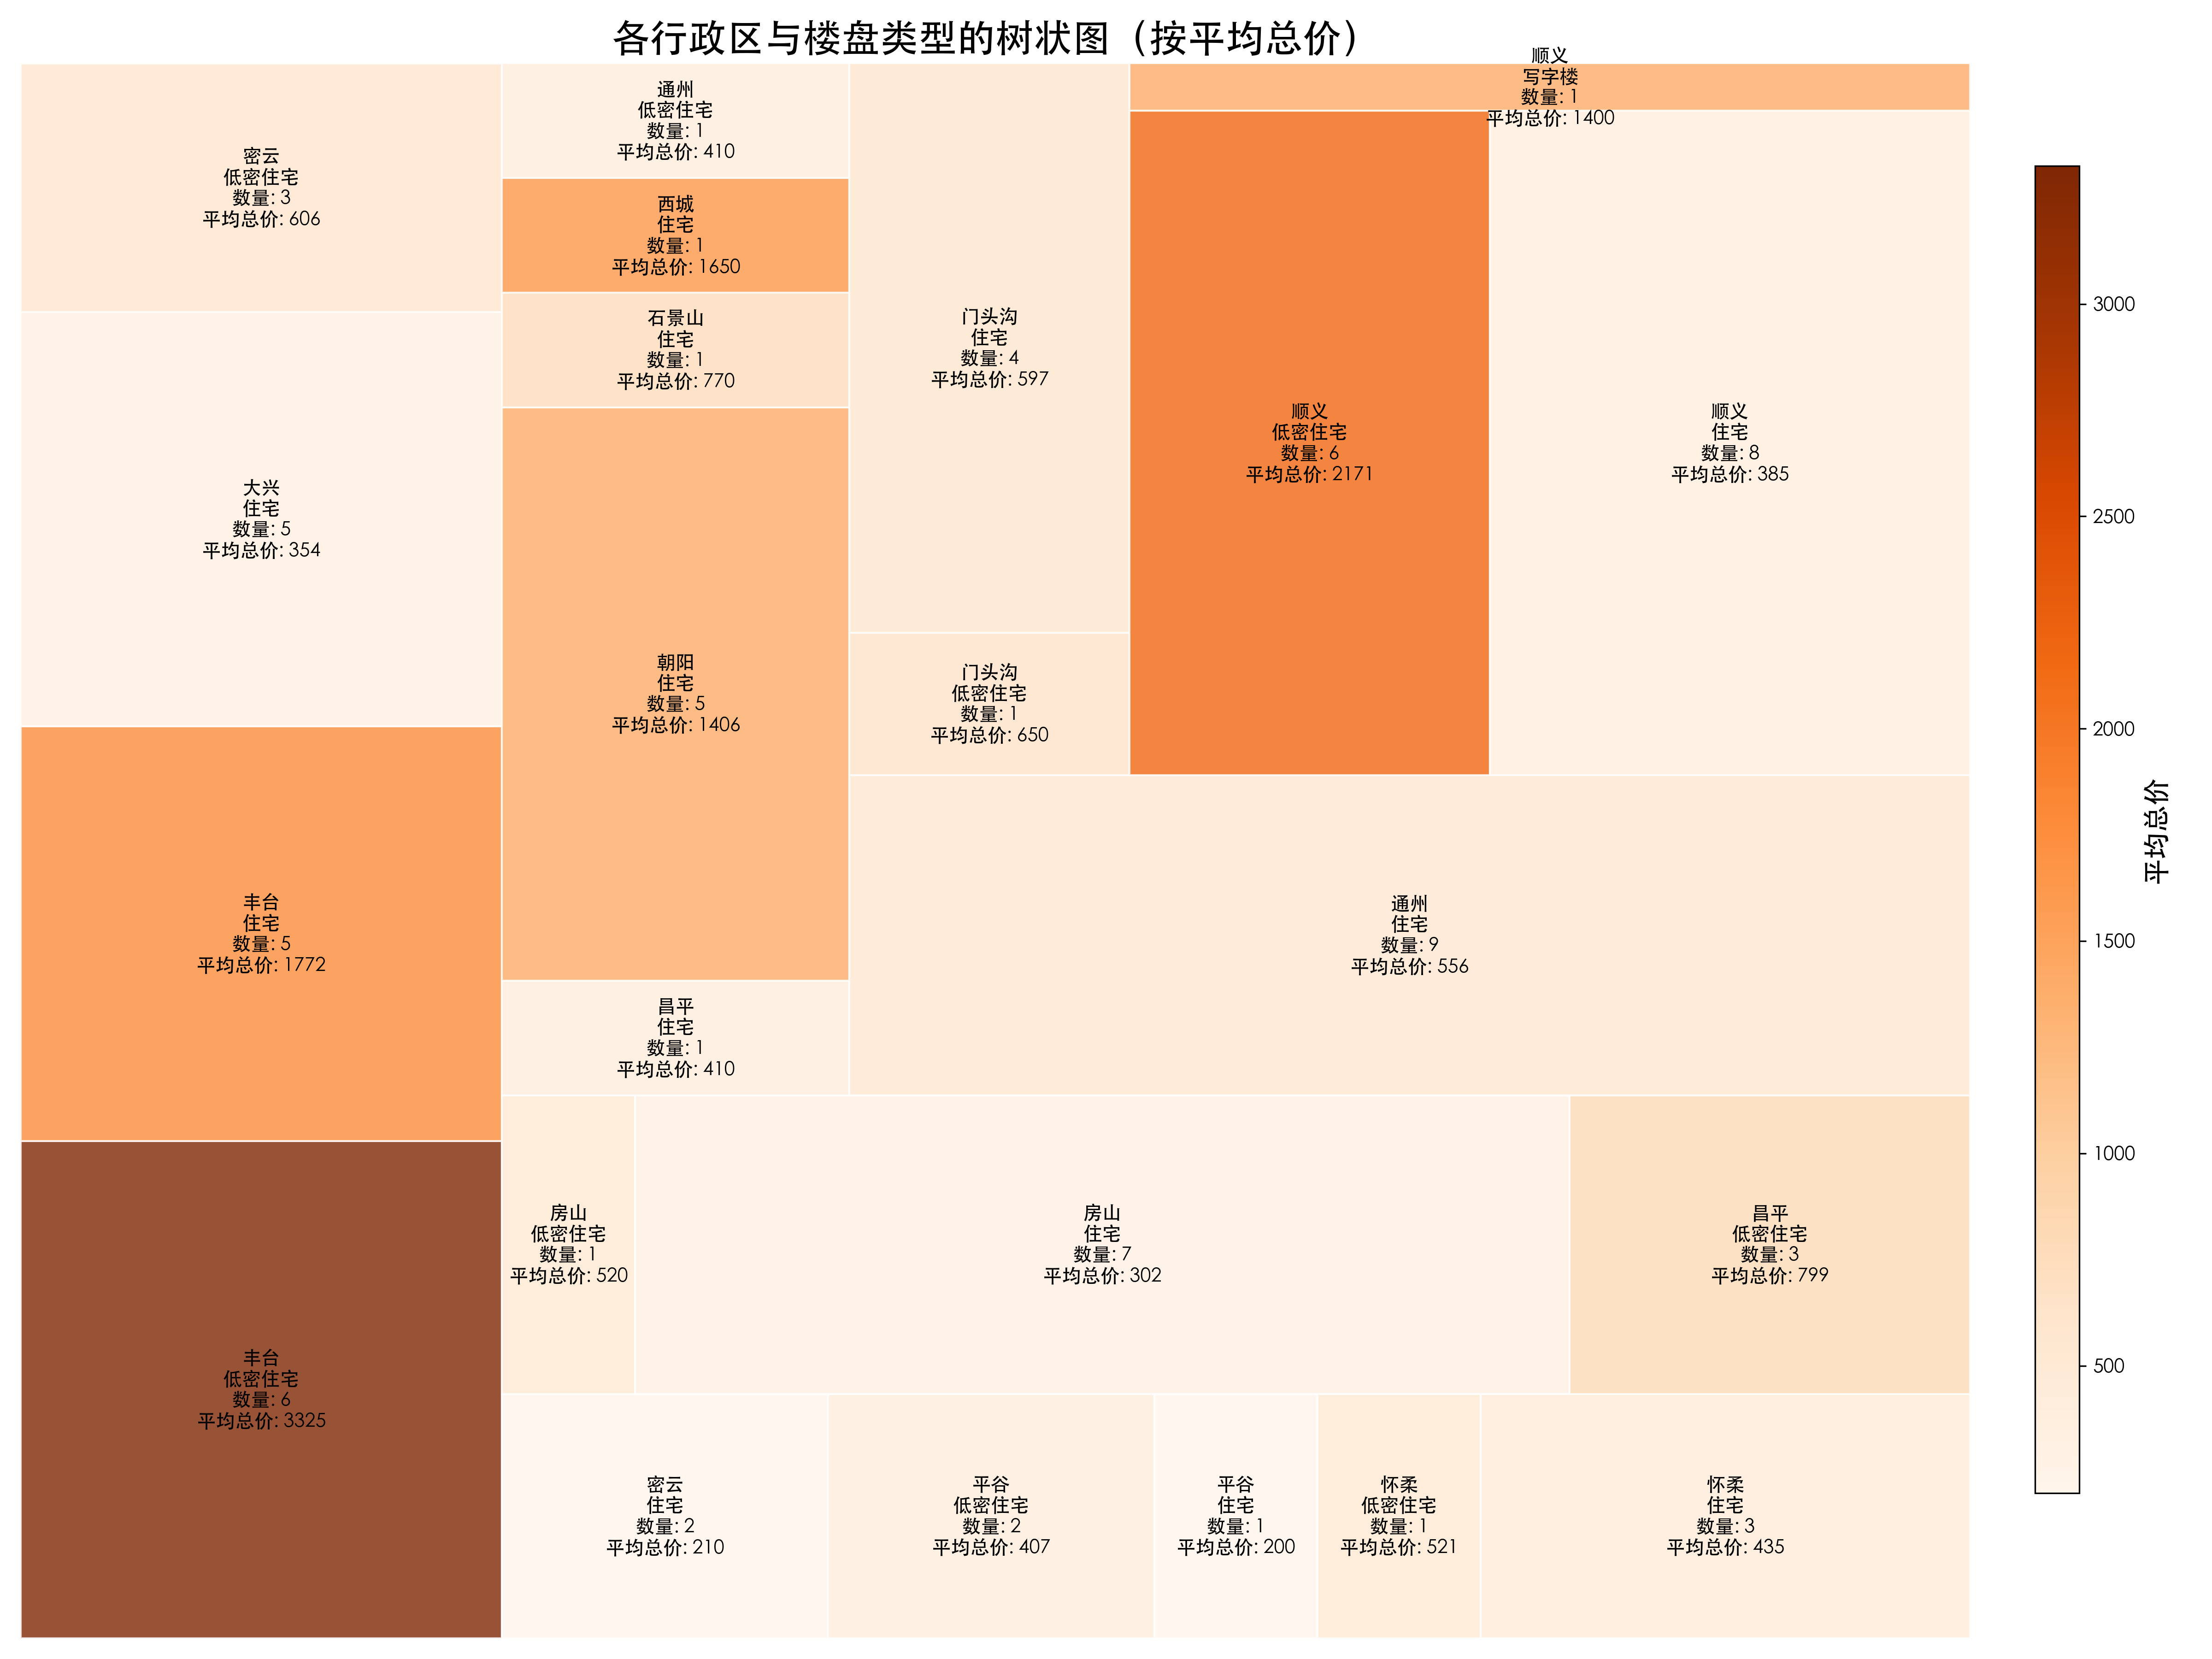 各行政区与楼盘类型的树状图（按平均总价）
密云
低密住宅
数量: 3
平均总价: 606
大兴
住宅
数量: 5
平均总价: 354
丰台
住宅
数量: 5
平均总价: 1772
丰台
低密住宅
数量: 6
平均总价: 3325
通州
低密住宅
数量: 1
平均总价: 410
西城
住宅
数量: 1
平均总价: 1650
石景山
住宅
数量: 1
平均总价: 770
朝阳
住宅
数量: 5
平均总价: 1406
昌平
住宅
数量: 1
平均总价: 410
门头沟
住宅
数量: 4
平均总价: 597
门头沟
低密住宅
数量: 1
平均总价: 650
顺义
写字楼
数量: 1
平均总价: 1400
顺义
低密住宅
数量: 6
平均总价: 2171
顺义
住宅
数量: 8
平均总价: 385
通州
住宅
数量: 9
平均总价: 556
房山
低密住宅
数量: 1
平均总价: 520
房山
住宅
数量: 7
平均总价: 302
昌平
低密住宅
数量: 3
平均总价: 799
密云
住宅
数量: 2
平均总价: 210
平谷
低密住宅
数量: 2
平均总价: 407
平谷
住宅
数量: 1
平均总价: 200
怀柔
低密住宅
数量: 1
平均总价: 521
怀柔
住宅
数量: 3
平均总价: 435
3000
2500
2000
1500
1000
500
平均总价